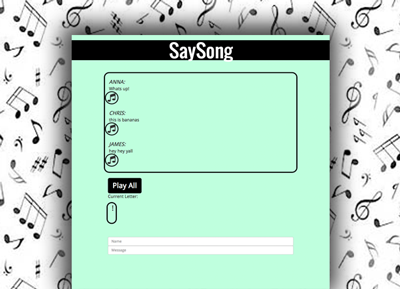 SaySong
ANNA:
Whats up!
CHRIS:
this is bananas
JAMES:
hey hey yall
Play All
Current Letter:
Name
Message